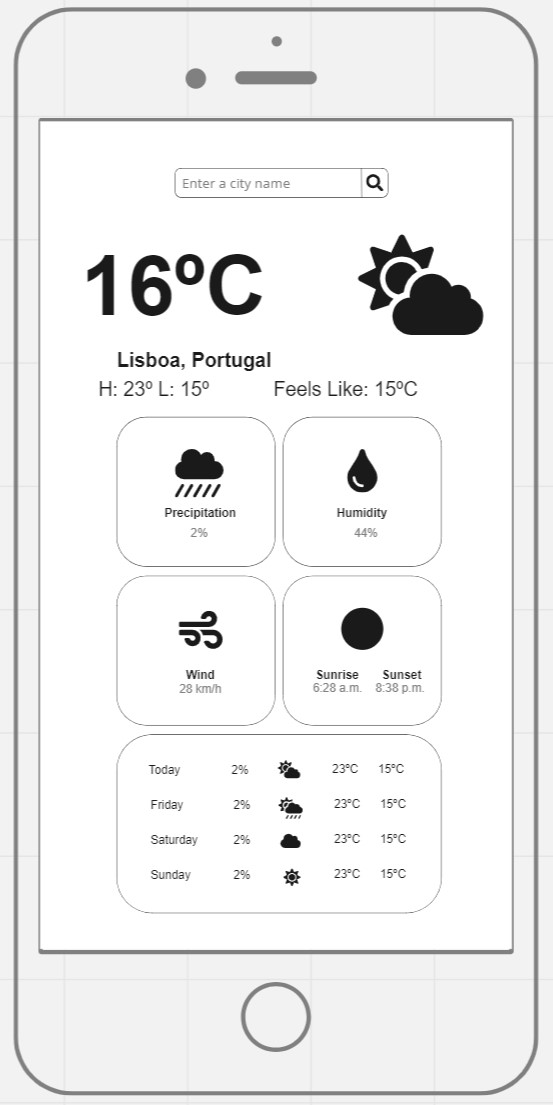 Enter a city name
16ºC
Lisboa, Portugal
H: 23º L: 15º Feels Like: 15ºC
Precipitation
2%
Humidity
44%
Wind
28 km/h
Sunrise Sunset
6:28 a.m. 8:38 p.m.
Today 2% 23ºC 15ºC
Friday 2% 23ºC 15ºC
Saturday 2% 23ºC 15ºC
Sunday 2% 23ºC 15ºC